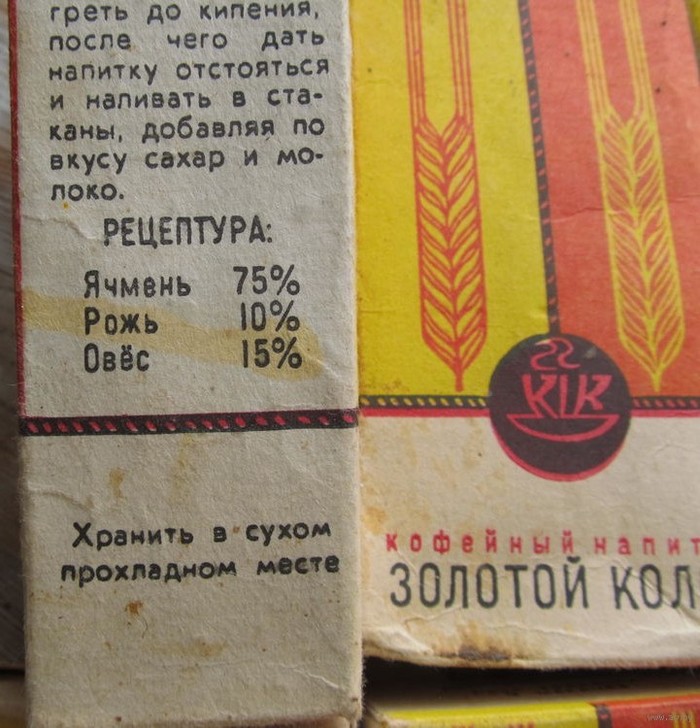 греть до кипения,
после чего дать
напитку отстояться
и наливать в ста-
каны, добавляя по
вкусу сахар и мо-
локо.
РЕЦЕПТУРА:
Ячмень 75%
Рожь 10%
Овёс 15%
Хранить в сухом
прохладном месте
KIK
кофейный напит
ЗОЛОТОЙ КОЛ